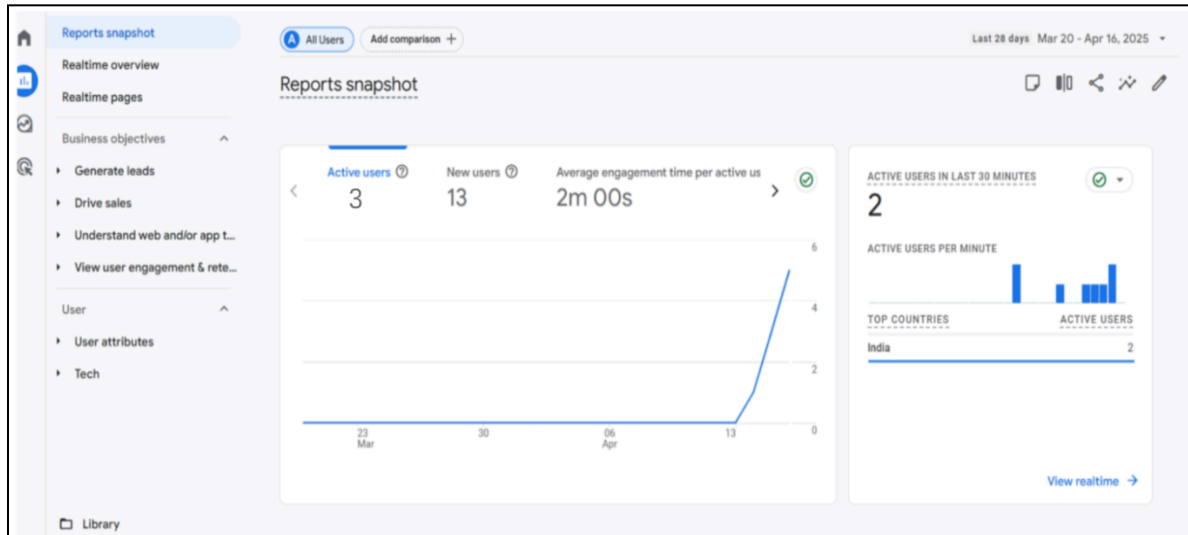 Reports snapshot
Realtime overview
Realtime pages
Business objectives
Generate leads
Drive sales
Understand web and/or app t...
View user engagement & rete...
User
User attributes
Tech
Library
A All Users
Add comparison +
Last 28 days Mar 20 - Apr 16, 2025
Reports snapshot
Active users
3
New users
13
Average engagement time per active us
2m 00s
6
4
2
0
23
Mar
30
06
Apr
13
ACTIVE USERS IN LAST 30 MINUTES
2
ACTIVE USERS PER MINUTE
TOP COUNTRIES ACTIVE USERS
India 2
View realtime →